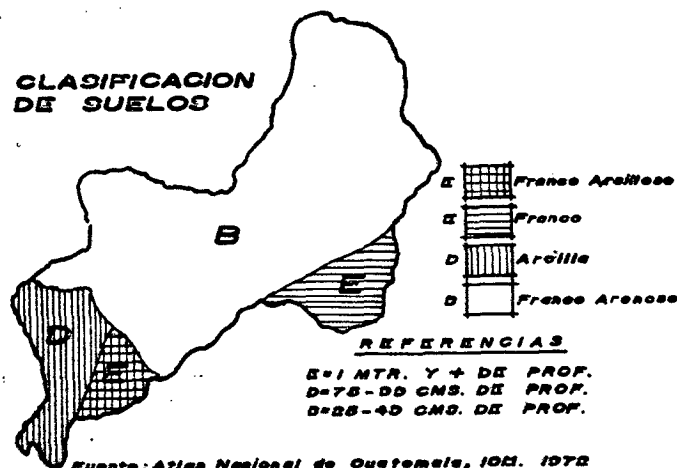 CLASIFICACION
DE SUELOS
B
E
D
E
E Franco Arcilloso
E Franco
D Arcilla
B Franco Arenoso
REFERENCIAS
E=1 MTR. Y + DE PROF.
D=75-90 CMS. DE PROF.
B=25-49 CMS. DE PROF.
Fuente: Atlas Nacional de Guatemala, IGN. 1972